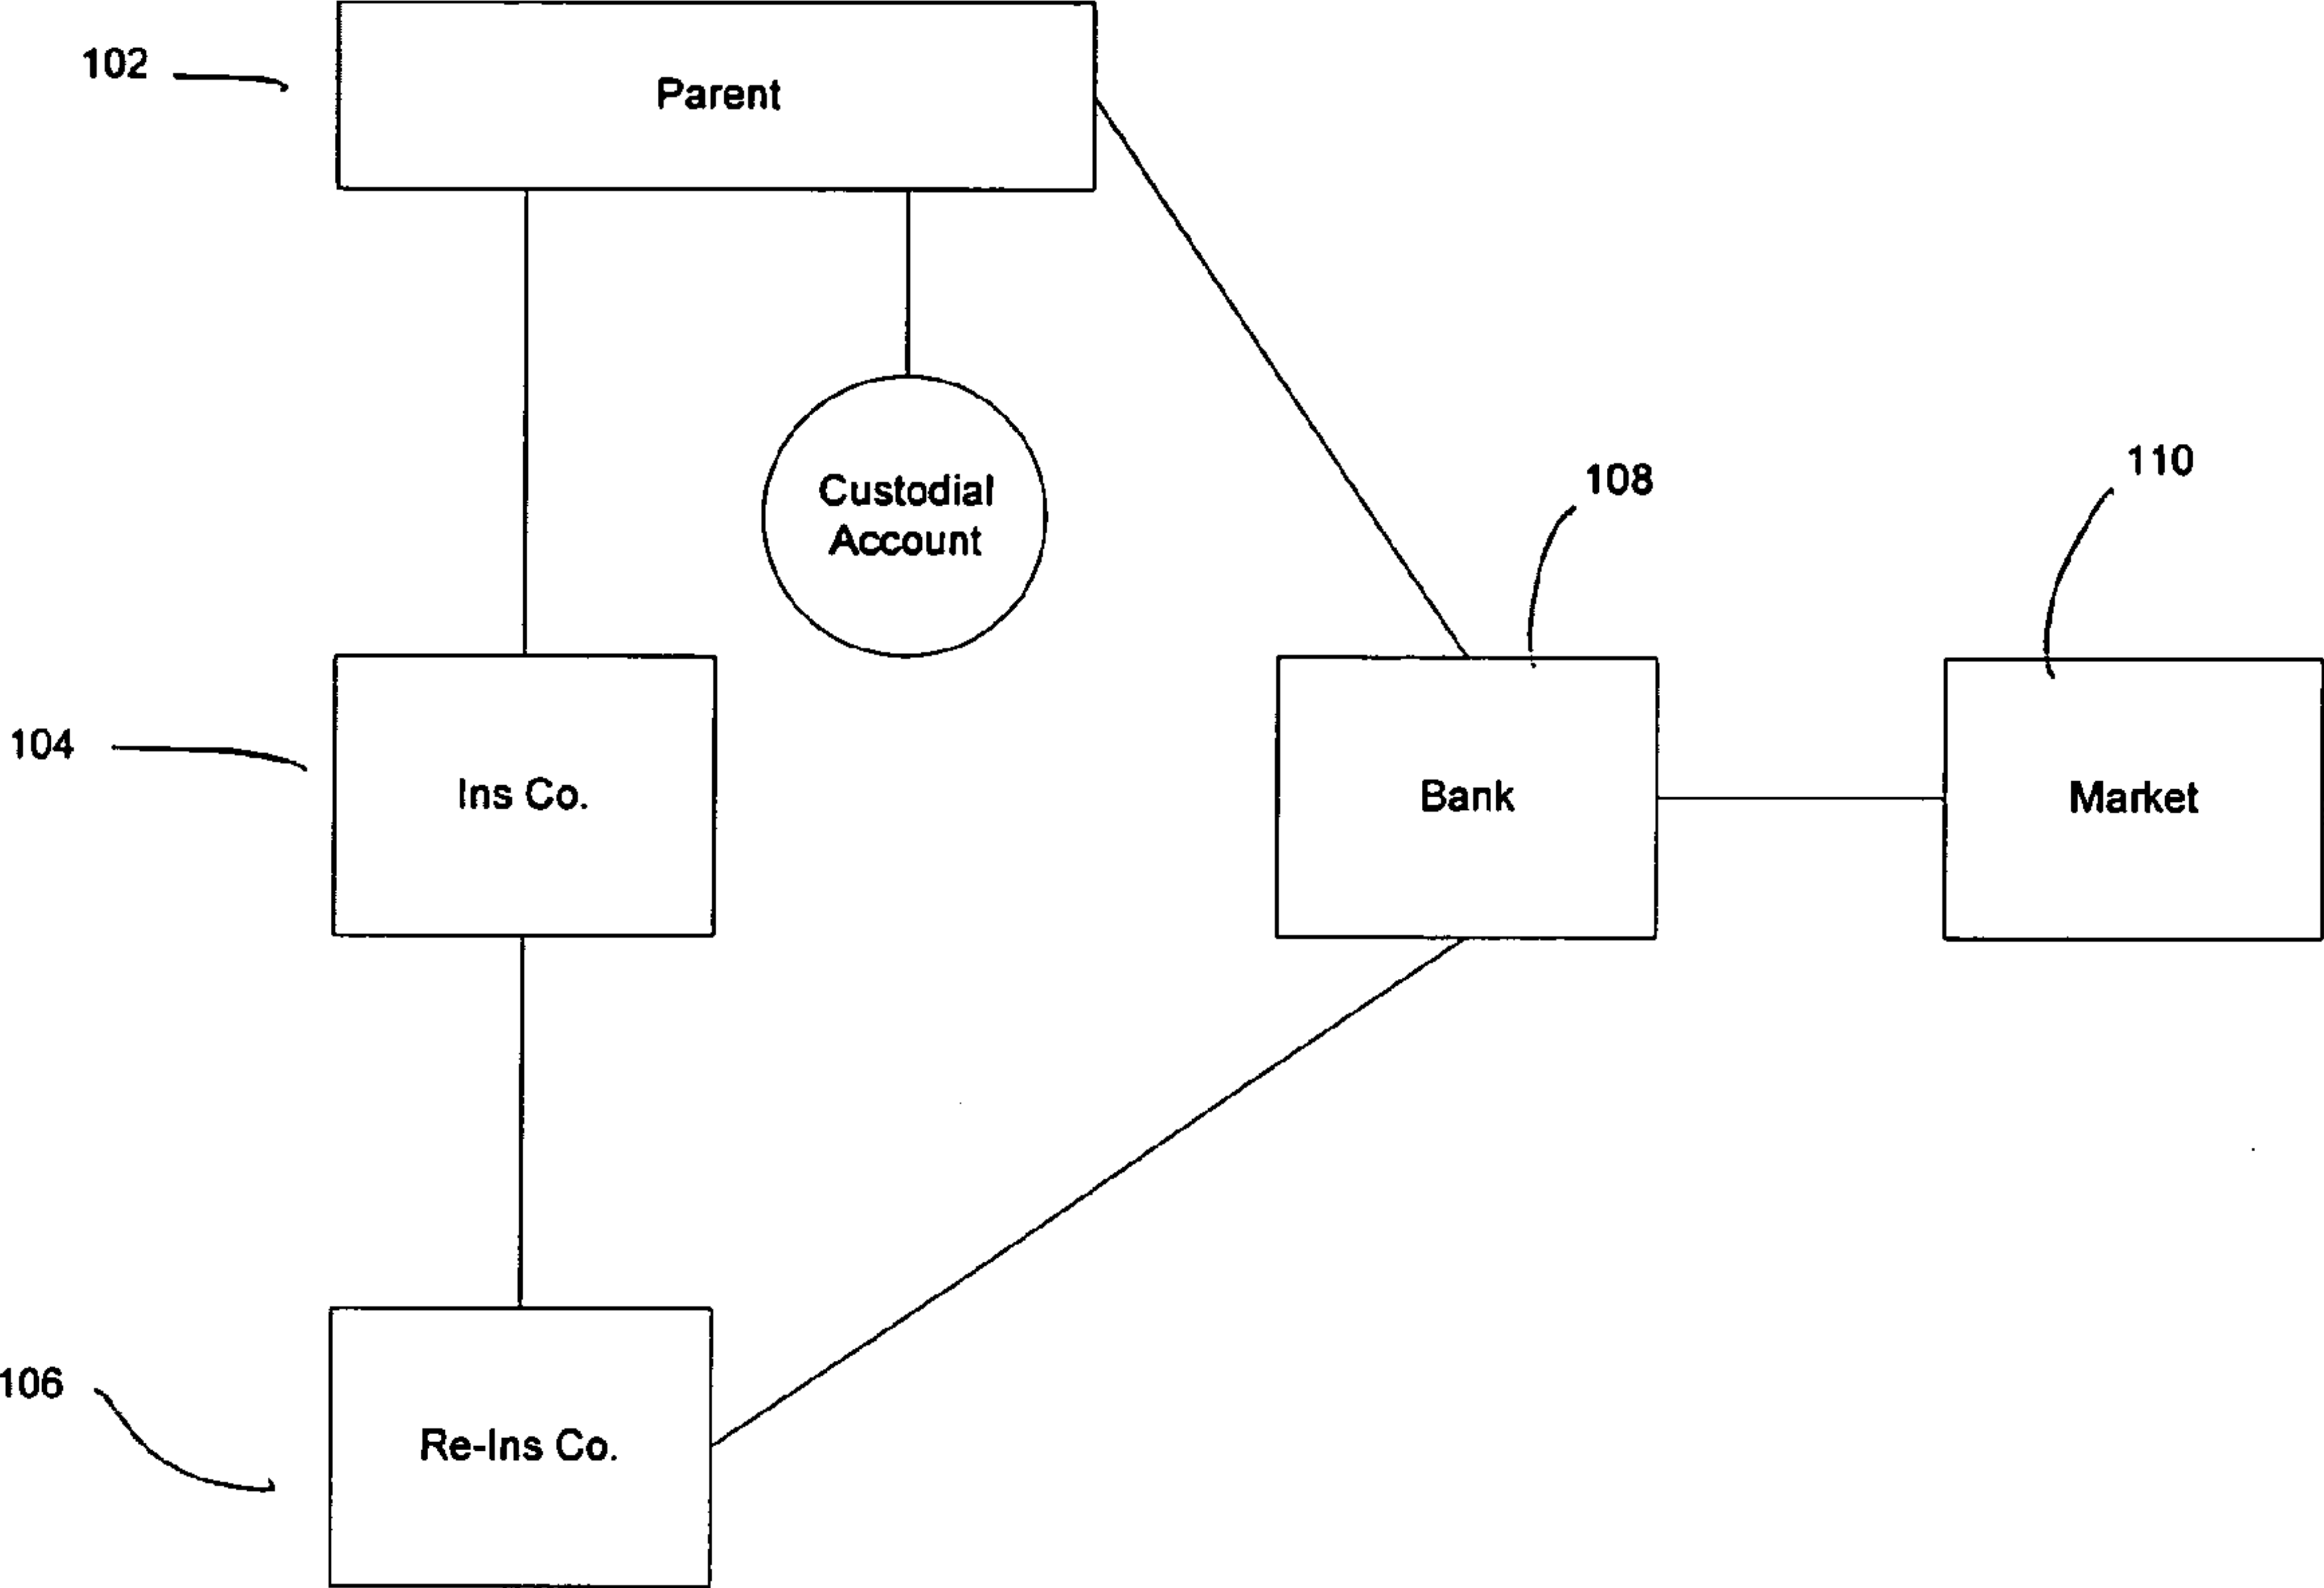 102
Parent
Custodial
Account
108
110
104
Ins Co.
Bank
Market
106
Re-Ins Co.